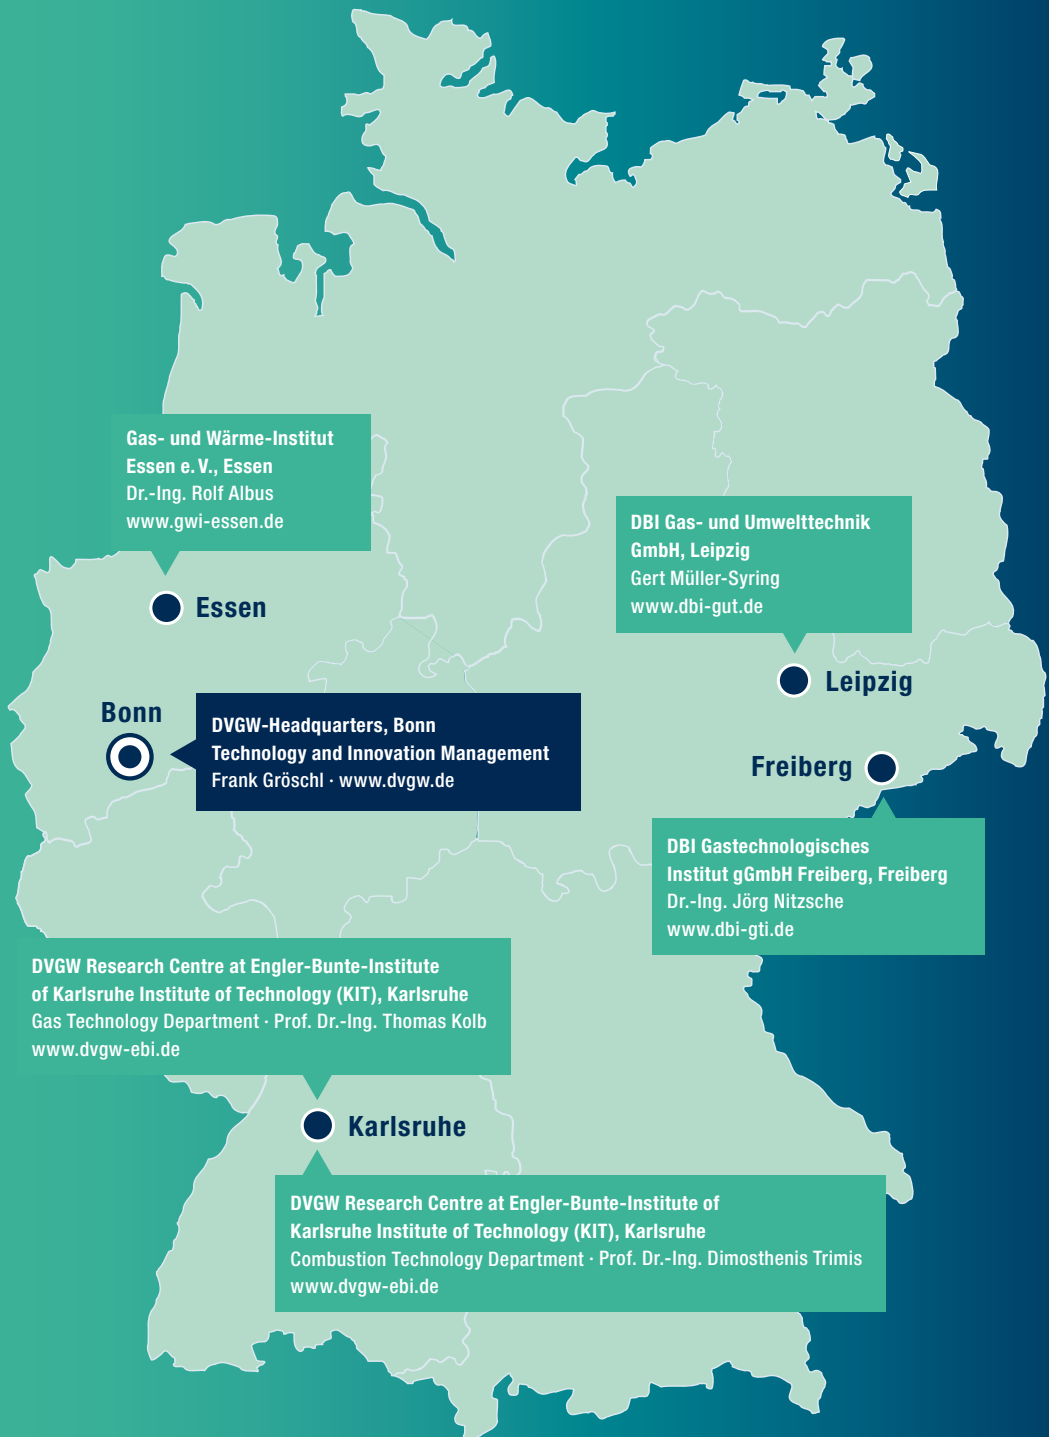 Gas- und Wärme-Institut
Essen e. V., Essen
Dr.-Ing. Rolf Albus
www.gwi-essen.de
Essen
DBI Gas- und Umwelttechnik
GmbH, Leipzig
Gert Müller-Syring
www.dbi-gut.de
Leipzig
Bonn
DVGW-Headquarters, Bonn
Technology and Innovation Management
Frank Gröschl · www.dvgw.de
Freiberg
DBI Gastechnologisches
Institut gGmbH Freiberg, Freiberg
Dr.-Ing. Jörg Nitzsche
www.dbi-gti.de
DVGW Research Centre at Engler-Bunte-Institute
of Karlsruhe Institute of Technology (KIT), Karlsruhe
Gas Technology Department · Prof. Dr.-Ing. Thomas Kolb
www.dvgw-ebi.de
Karlsruhe
DVGW Research Centre at Engler-Bunte-Institute of
Karlsruhe Institute of Technology (KIT), Karlsruhe
Combustion Technology Department · Prof. Dr.-Ing. Dimosthenis Trimis
www.dvgw-ebi.de